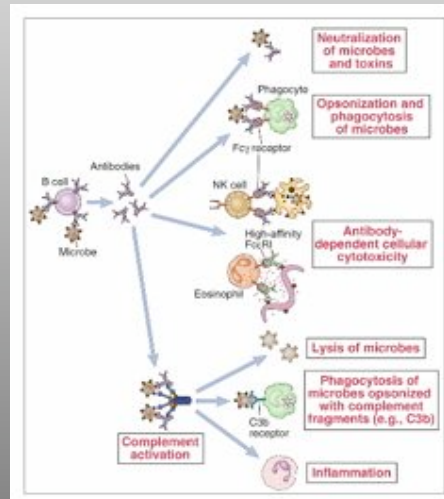 Neutralization
of microbes
and toxins
Phagocyte
Opsonization and
phagocytosis
of microbes
Fcγ receptor
Antibodies
B cell
NK cell
Microbe
High-affinity
FcεRI
Antibody-
dependent cellular
cytotoxicity
Eosinophil
Lysis of microbes
Phagocytosis of
microbes opsonized
with complement
fragments (e.g., C3b)
C3b
receptor
Complement
activation
Inflammation